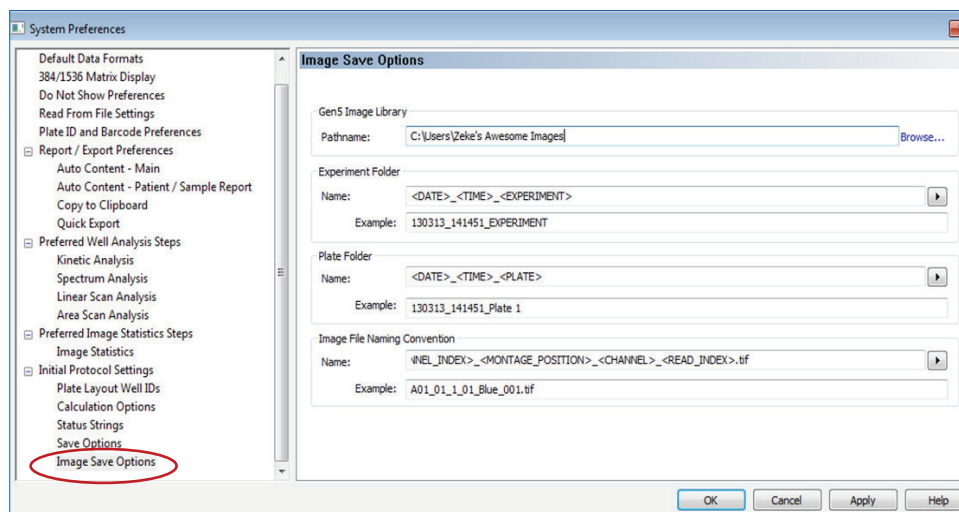 System Preferences
Default Data Formats
384/1536 Matrix Display
Do Not Show Preferences
Read From File Settings
Plate ID and Barcode Preferences
Report / Export Preferences
Auto Content - Main
Auto Content - Patient / Sample Report
Copy to Clipboard
Quick Export
Preferred Well Analysis Steps
Kinetic Analysis
Spectrum Analysis
Linear Scan Analysis
Area Scan Analysis
Preferred Image Statistics Steps
Image Statistics
Initial Protocol Settings
Plate Layout Well IDs
Calculation Options
Status Strings
Save Options
Image Save Options
Image Save Options
Gen5 Image Library
Pathname: C:\Users\Zeke's Awesome Images Browse...
Experiment Folder
Name: <DATE>_<TIME>_<EXPERIMENT>
Example: 130313_141451_EXPERIMENT
Plate Folder
Name: <DATE>_<TIME>_<PLATE>
Example: 130313_141451_Plate 1
Image File Naming Convention
Name: NEL_INDEX>_<MONTAGE_POSITION>_<CHANNEL>_<READ_INDEX>.tif
Example: A01_01_1_01_Blue_001.tif
OK Cancel Apply Help